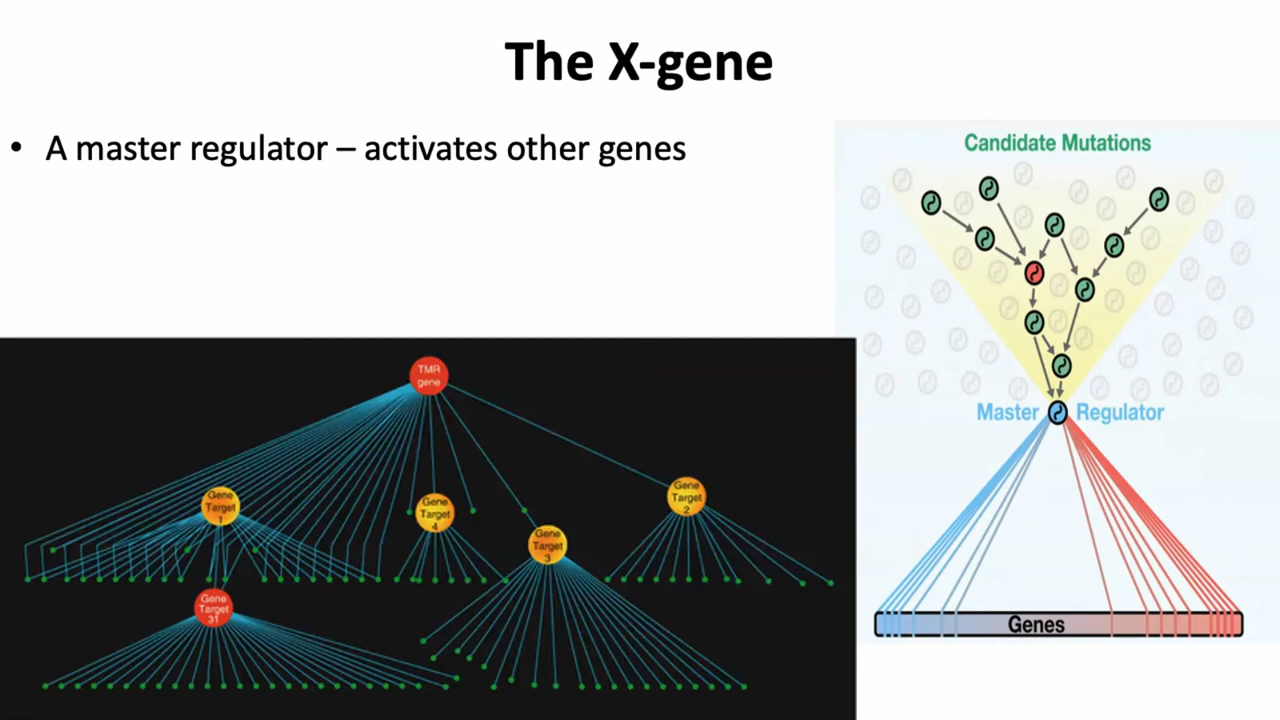 The X-gene
• A master regulator – activates other genes
Candidate Mutations
Master Regulator
Genes
TMR
gene
Gene
Target
1
Gene
Target
4
Gene
Target
3
Gene
Target
2
Gene
Target
31